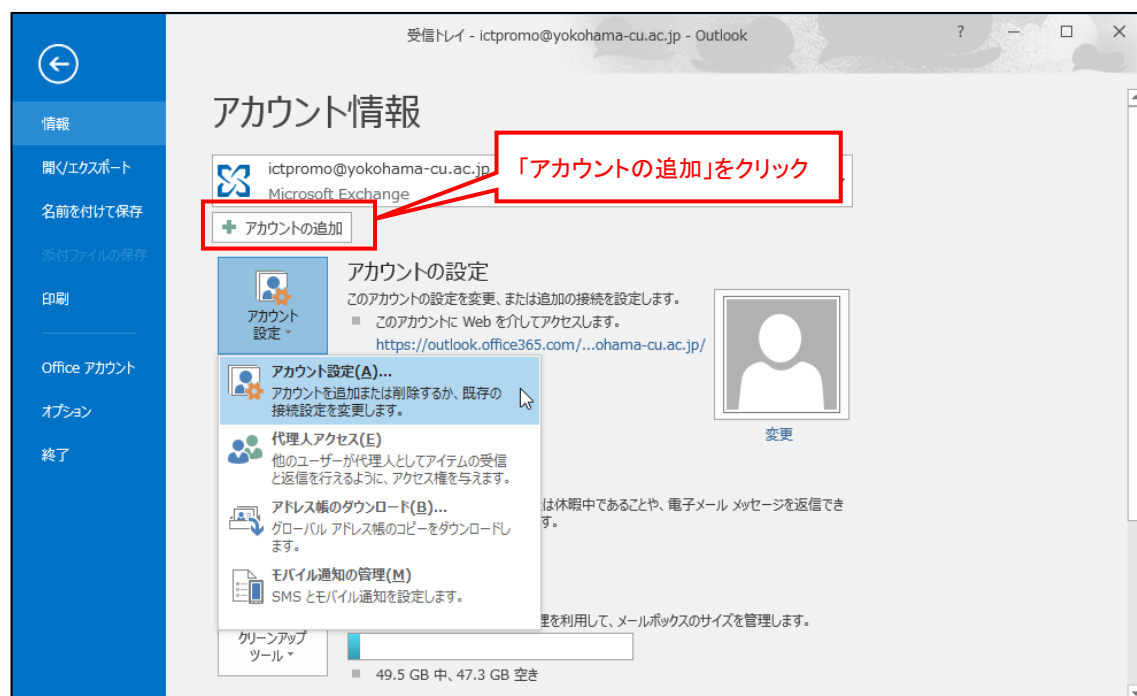 受信トレイ - ictpromo@yokohama-cu.ac.jp - Outlook
?
情報
開く/エクスポート
名前を付けて保存
添付ファイルの保存
印刷
Office アカウント
オプション
終了
アカウント情報
ictpromo@yokohama-cu.ac.jp
Microsoft Exchange
「アカウントの追加」をクリック
アカウントの追加
アカウント
設定
アカウントの設定
このアカウントの設定を変更、または追加の接続を設定します。
このアカウントに Web を介してアクセスします。
https://outlook.office365.com/...ohama-cu.ac.jp/
変更
アカウント設定(A)...
アカウントを追加または削除するか、既存の
接続設定を変更します。
代理人アクセス(E)
他のユーザーが代理人としてアイテムの受信
と返信を行えるように、アクセス権を与えます。
アドレス帳のダウンロード(B)...
グローバル アドレス帳のコピーをダウンロードし
ます。
モバイル通知の管理(M)
SMS とモバイル通知を設定します。
は休暇中であることや、電子メール メッセージを返信でき
す。
理を利用して、メールボックスのサイズを管理します。
クリーンアップ
ツール
49.5 GB 中、47.3 GB 空き